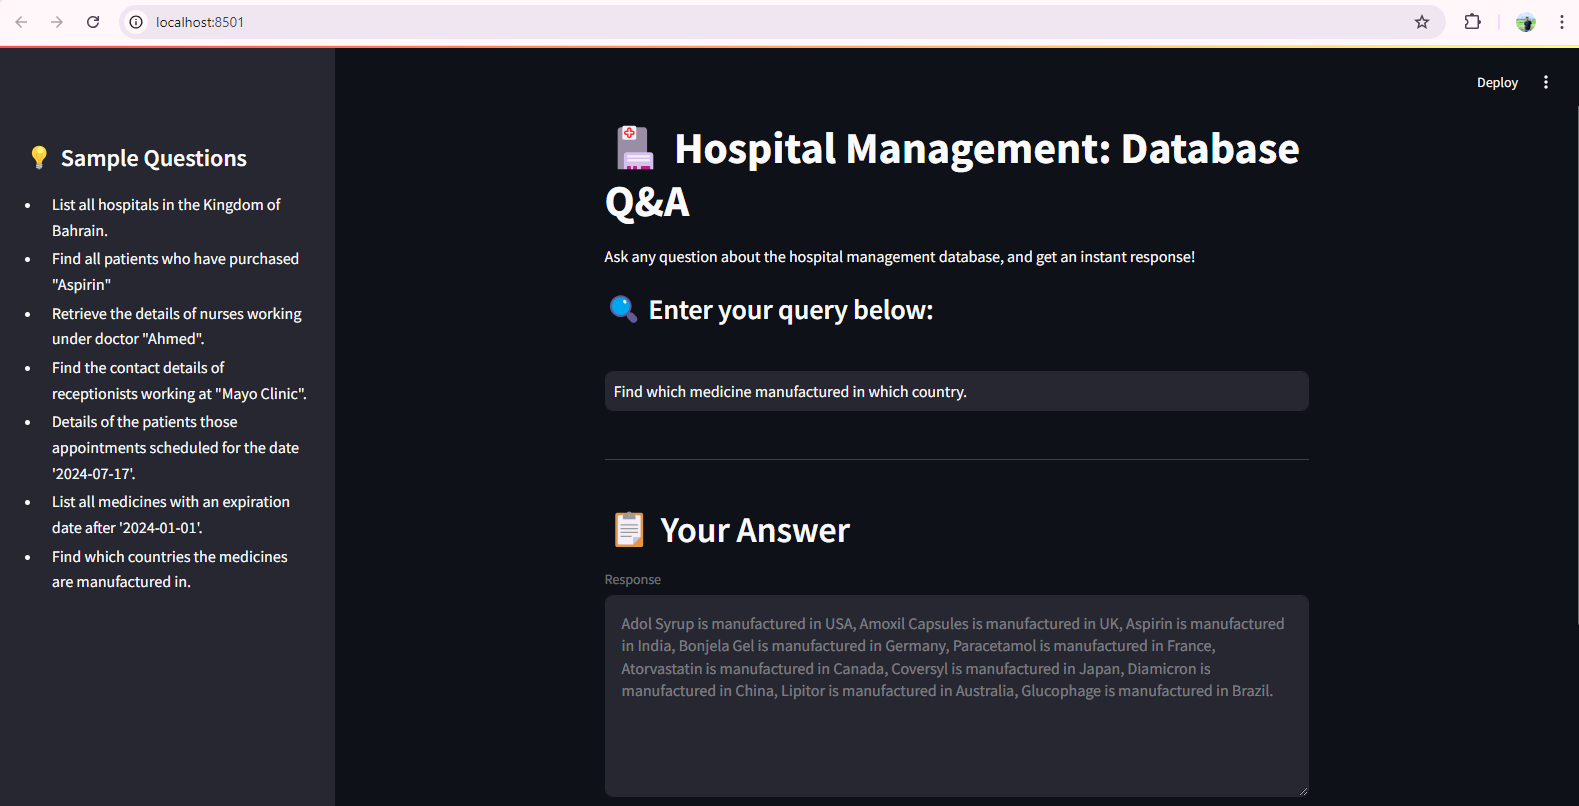 localhost:8501
Deploy
Sample Questions
List all hospitals in the Kingdom of
Bahrain.
Find all patients who have purchased
"Aspirin"
Retrieve the details of nurses working
under doctor "Ahmed".
Find the contact details of
receptionists working at "Mayo Clinic".
Details of the patients those
appointments scheduled for the date
'2024-07-17'.
List all medicines with an expiration
date after '2024-01-01'.
Find which countries the medicines
are manufactured in.
Hospital Management: Database
Q&A
Ask any question about the hospital management database, and get an instant response!
Enter your query below:
Find which medicine manufactured in which country.
Your Answer
Response
Adol Syrup is manufactured in USA, Amoxil Capsules is manufactured in UK, Aspirin is manufactured
in India, Bonjela Gel is manufactured in Germany, Paracetamol is manufactured in France,
Atorvastatin is manufactured in Canada, Coversyl is manufactured in Japan, Diamicron is
manufactured in China, Lipitor is manufactured in Australia, Glucophage is manufactured in Brazil.